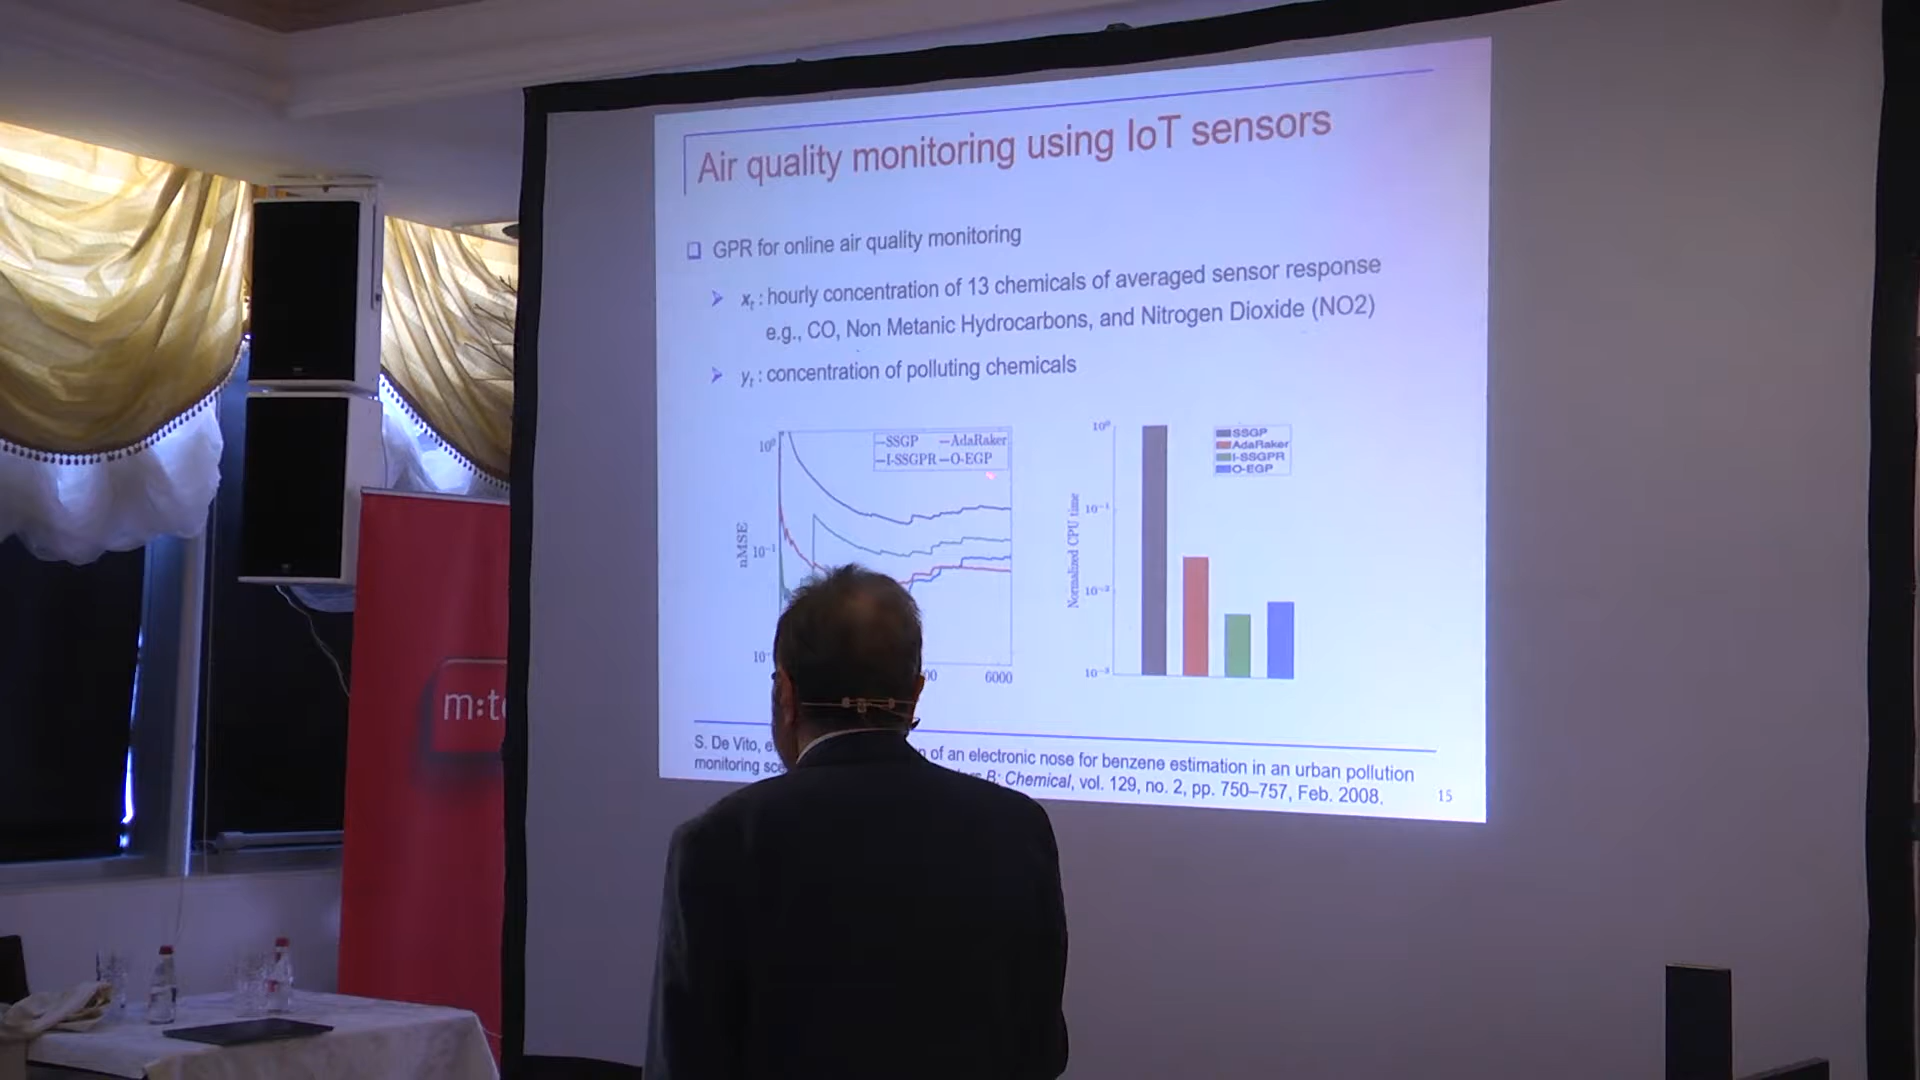 Air quality monitoring using IoT sensors
GPR for online air quality monitoring
xt : hourly concentration of 13 chemicals of averaged sensor response
e.g., CO, Non Metanic Hydrocarbons, and Nitrogen Dioxide (NO2)
yt : concentration of polluting chemicals
10⁰
SSGP AdaRaker
I-SSGPR O-EGP
nMSE
10⁻¹
10⁻
00 6000
10⁰
SSGP
AdaRaker
I-SSGPR
O-EGP
Normalized CPU time
10⁻¹
10⁻²
10⁻³
S. De Vito, e of an electronic nose for benzene estimation in an urban pollution
monitoring B: Chemical, vol. 129, no. 2, pp. 750–757, Feb. 2008.
15
m:t